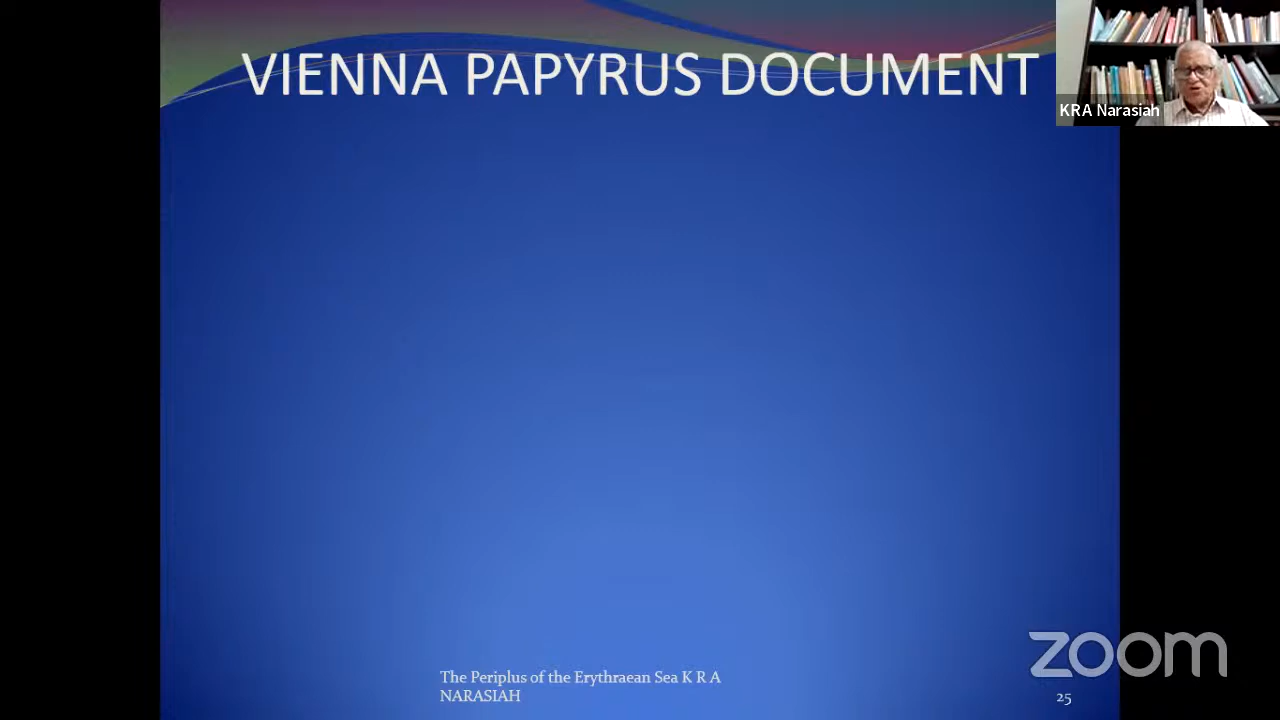 VIENNA PAPYRUS DOCUMENT
KRA Narasiah
The Periplus of the Erythraean Sea K R A
NARASIAH
25
zoom